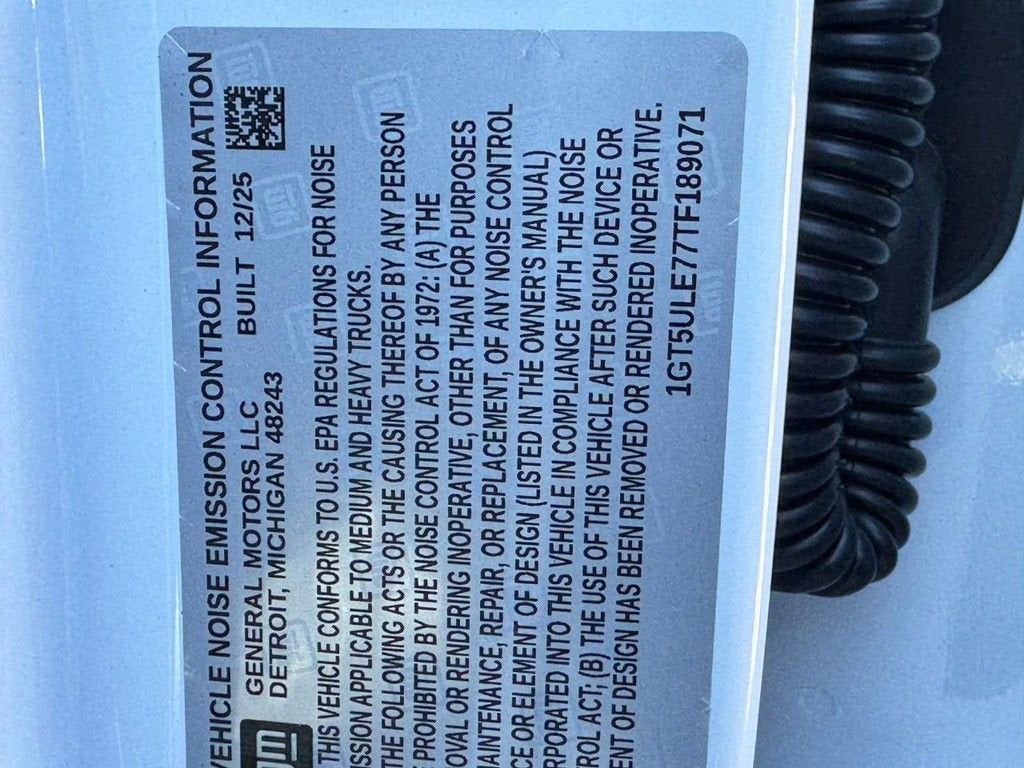 VEHICLE NOISE EMISSION CONTROL INFORMATION
GENERAL MOTORS LLC BUILT 12/25
DETROIT, MICHIGAN 48243
gm
THIS VEHICLE CONFORMS TO U.S. EPA REGULATIONS FOR NOISE
SSION APPLICABLE TO MEDIUM AND HEAVY TRUCKS.
THE FOLLOWING ACTS OR THE CAUSING THEREOF BY ANY PERSON
PROHIBITED BY THE NOISE CONTROL ACT OF 1972: (A) THE
OVAL OR RENDERING INOPERATIVE, OTHER THAN FOR PURPOSES
AINTENANCE, REPAIR, OR REPLACEMENT, OF ANY NOISE CONTROL
CE OR ELEMENT OF DESIGN (LISTED IN THE OWNER'S MANUAL)
RPORATED INTO THIS VEHICLE IN COMPLIANCE WITH THE NOISE
TROL ACT; (B) THE USE OF THIS VEHICLE AFTER SUCH DEVICE OR
ENT OF DESIGN HAS BEEN REMOVED OR RENDERED INOPERATIVE.
1GT5ULE77TF189071